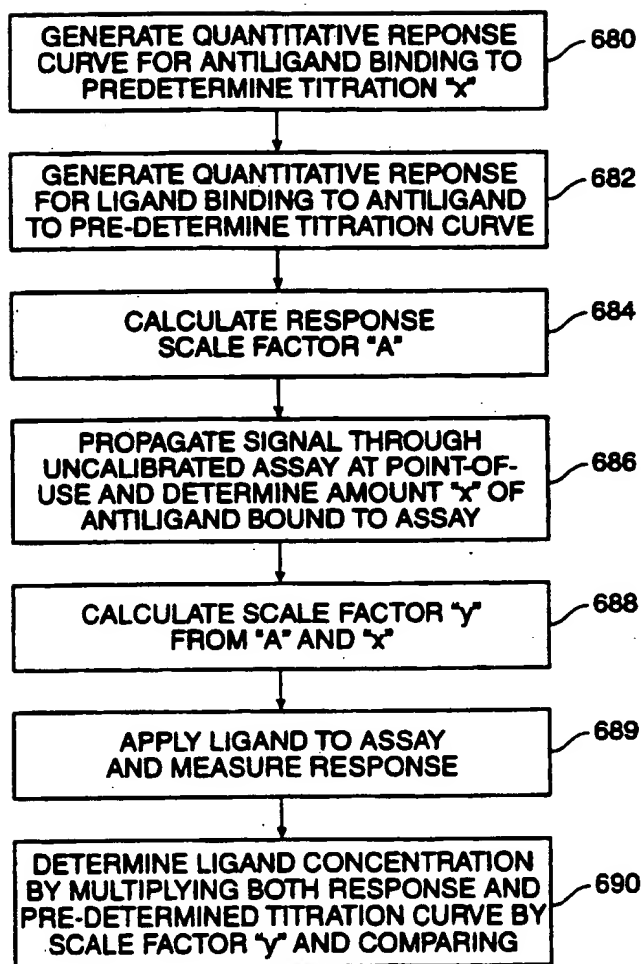 GENERATE QUANTITATIVE REPONSE
CURVE FOR ANTILIGAND BINDING TO
PREDETERMINE TITRATION "x"
680
GENERATE QUANTITATIVE REPONSE
FOR LIGAND BINDING TO ANTILIGAND
TO PRE-DETERMINE TITRATION CURVE
682
CALCULATE RESPONSE
SCALE FACTOR "A"
684
PROPAGATE SIGNAL THROUGH
UNCALIBRATED ASSAY AT POINT-OF-
USE AND DETERMINE AMOUNT "x" OF
ANTILIGAND BOUND TO ASSAY
686
CALCULATE SCALE FACTOR "y"
FROM "A" AND "x"
688
APPLY LIGAND TO ASSAY
AND MEASURE RESPONSE
689
DETERMINE LIGAND CONCENTRATION
BY MULTIPLYING BOTH RESPONSE AND
PRE-DETERMINED TITRATION CURVE BY
SCALE FACTOR "y" AND COMPARING
690